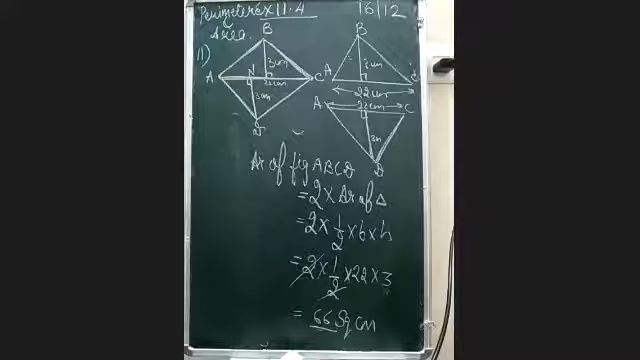 Perimeter Ex 11.4 16/12
Area
11)
B
A N C
3cm
22cm
3cm
D
B
A C
22cm
A 22cm C
D
Ar of fig ABCD
= 2 × Ar of Δ
= 2 × 1/2 × b × h
= 2 × 1/2 × 22 × 3
= 66 Sq cm